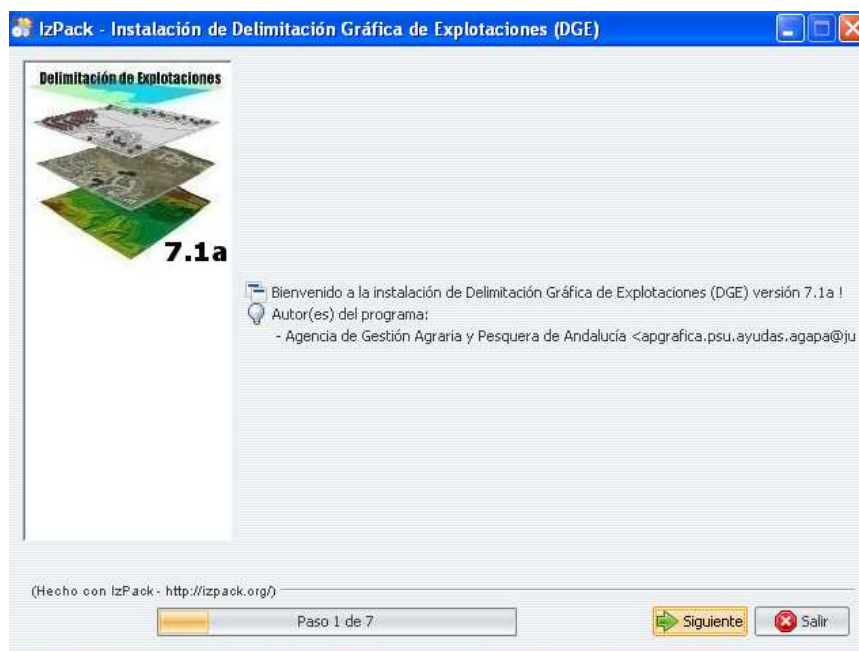 IzPack - Instalación de Delimitación Gráfica de Explotaciones (DGE)
Delimitación de Explotaciones
7.1a
Bienvenido a la instalación de Delimitación Gráfica de Explotaciones (DGE) versión 7.1a !
Autor(es) del programa:
- Agencia de Gestión Agraria y Pesquera de Andalucía <apgrafica.psu.ayudas.agapa@ju
(Hecho con IzPack - http://izpack.org/)
Paso 1 de 7
Siguiente
Salir